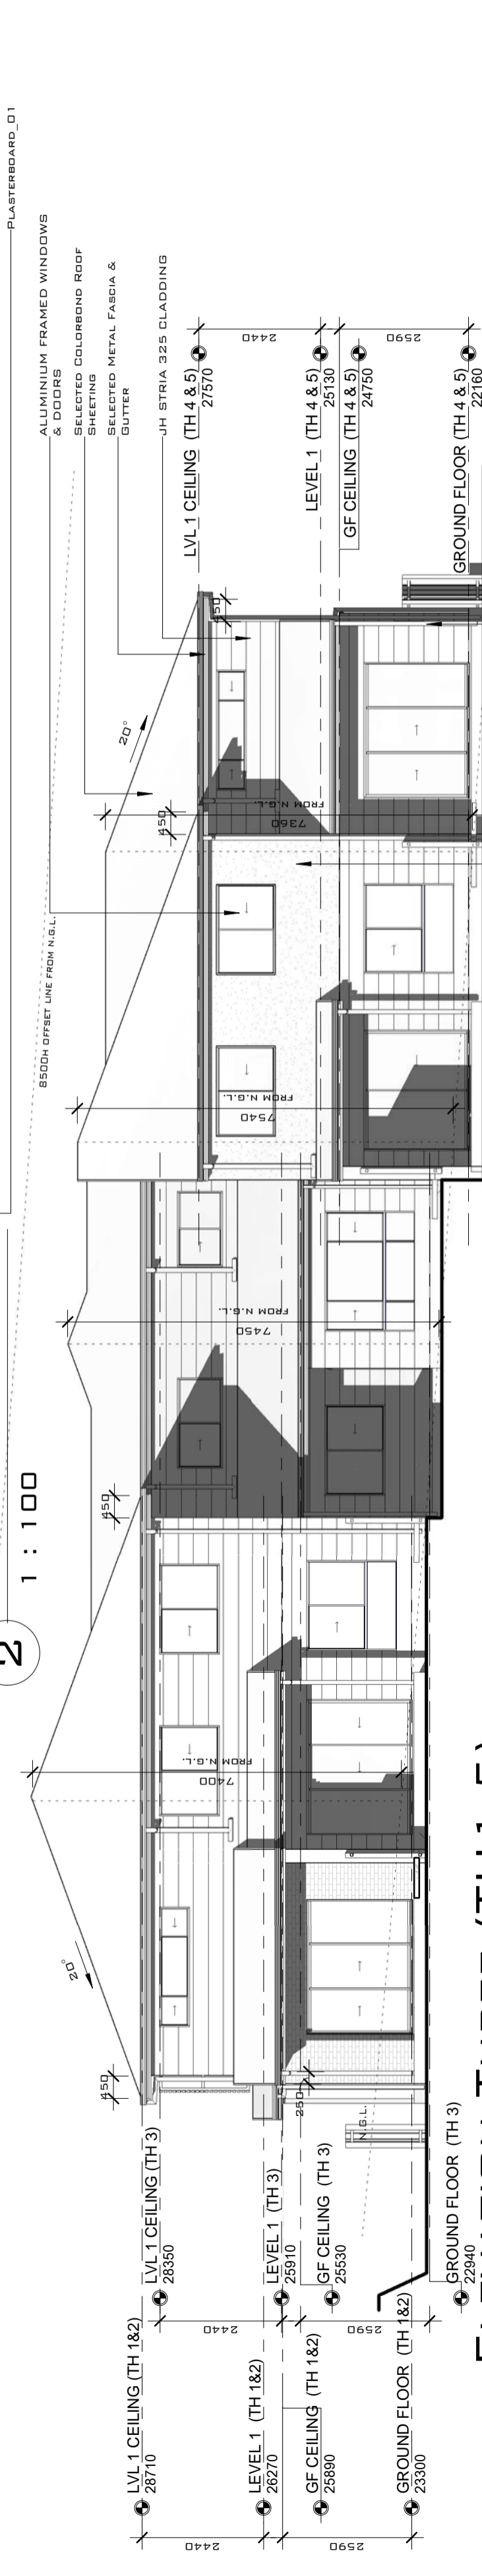 2
1 : 100
PLASTERBOARD_01
ALUMINIUM FRAMED WINDOWS
& DOORS
SELECTED COLORBOND ROOF
SHEETING
SELECTED METAL FASCIA &
GUTTER
JH STRIA 325 CLADDING
8500H OFFSET LINE FROM N.G.L.
20°
20°
450
450
450
450
250
7400
FROM N.G.L.
7450
FROM N.G.L.
7540
FROM N.G.L.
7360
FROM N.G.L.
N.G.L.
LVL 1 CEILING (TH 1&2)
28710
LEVEL 1 (TH 1&2)
26270
GF CEILING (TH 1&2)
25890
GROUND FLOOR (TH 1&2)
23300
2440
2590
LVL 1 CEILING (TH 3)
28350
LEVEL 1 (TH 3)
25910
GF CEILING (TH 3)
25530
GROUND FLOOR (TH 3)
22940
2440
2590
LVL 1 CEILING (TH 4 & 5)
27570
LEVEL 1 (TH 4 & 5)
25130
GF CEILING (TH 4 & 5)
24750
GROUND FLOOR (TH 4 & 5)
22160
2440
2590